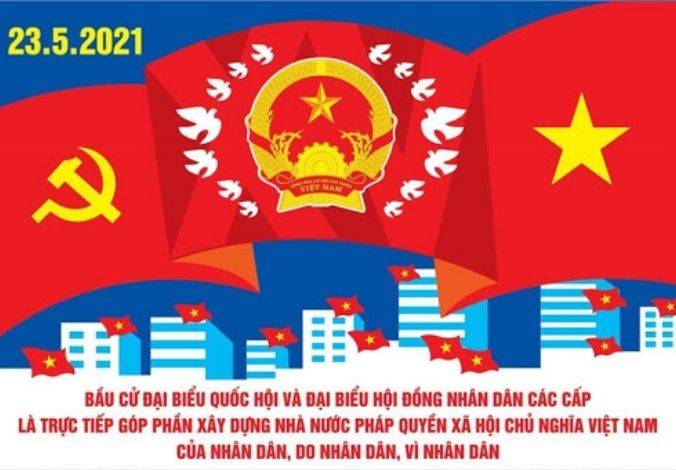 23.5.2021
VIỆT NAM
BẦU CỬ ĐẠI BIỂU QUỐC HỘI VÀ ĐẠI BIỂU HỘI ĐỒNG NHÂN DÂN CÁC CẤP
LÀ TRỰC TIẾP GÓP PHẦN XÂY DỰNG NHÀ NƯỚC PHÁP QUYỀN XÃ HỘI CHỦ NGHĨA VIỆT NAM
CỦA NHÂN DÂN, DO NHÂN DÂN, VÌ NHÂN DÂN